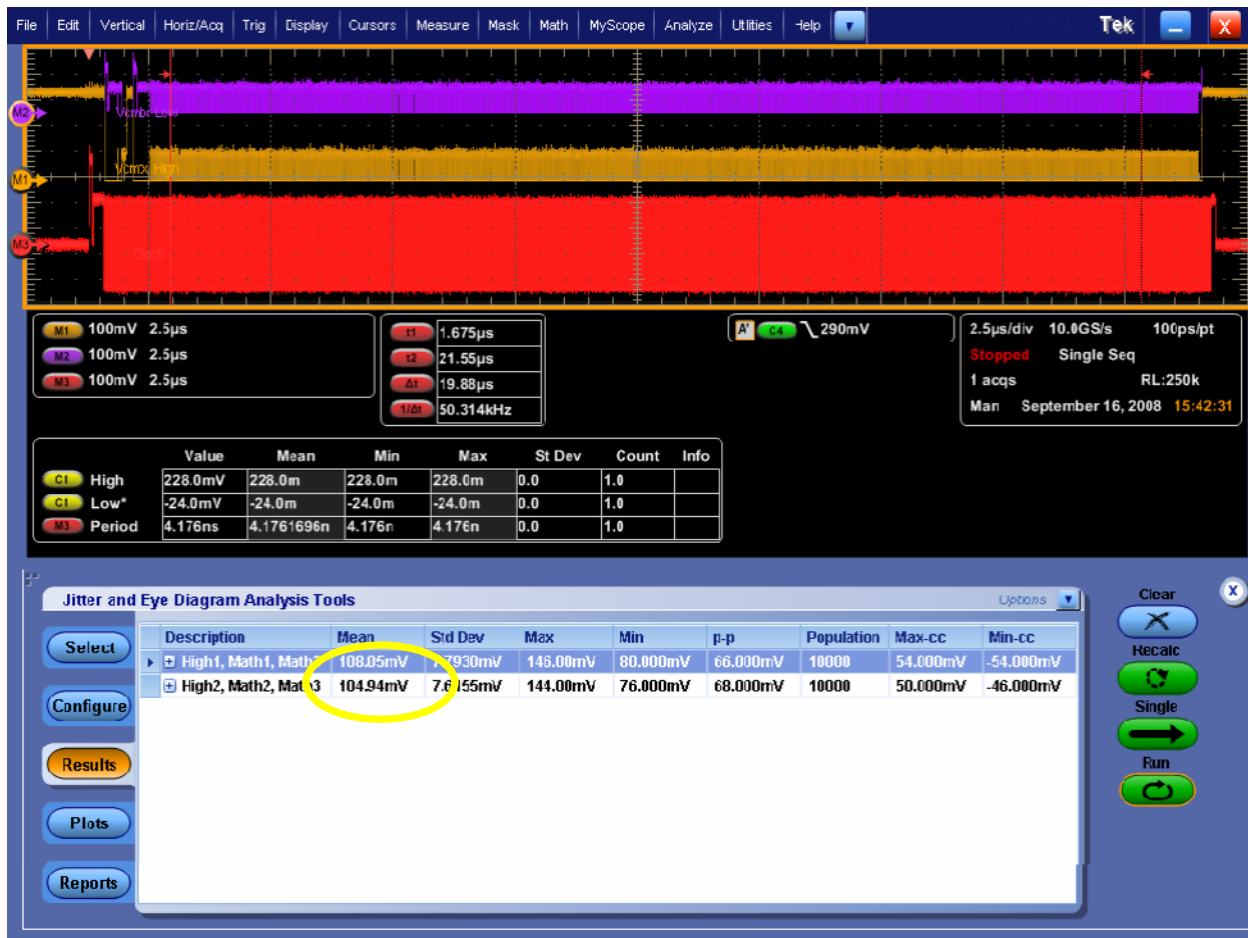 File Edit Vertical Horiz/Acq Trig Display Cursors Measure Mask Math MyScope Analyze Utilities Help Tek X
M2
Vcmbx Low
M1
Vcmbx High
M3
Clock
M1 100mV 2.5µs
M2 100mV 2.5µs
M3 100mV 2.5µs
t1 1.675µs
t2 21.55µs
Δt 19.88µs
1/Δt 50.314kHz
A' C4 290mV
2.5µs/div 10.0GS/s 100ps/pt
Stopped Single Seq
1 acqs RL:250k
Man September 16, 2008 15:42:31
Value Mean Min Max St Dev Count Info
C1 High 228.0mV 228.0m 228.0m 228.0m 0.0 1.0
C1 Low* -24.0mV -24.0m -24.0m -24.0m 0.0 1.0
M3 Period 4.176ns 4.1761696n 4.176n 4.176n 0.0 1.0
Jitter and Eye Diagram Analysis Tools
Options
Select
Configure
Results
Plots
Reports
Description Mean Std Dev Max Min p-p Population Max-cc Min-cc
High1, Math1, 108.05mV 146.00mV 80.000mV 66.000mV 10000 54.000mV -54.000mV
High2, Math2, Math3 104.94mV 144.00mV 76.000mV 68.000mV 10000 50.000mV -46.000mV
Clear
X
Recalc
Single
Run